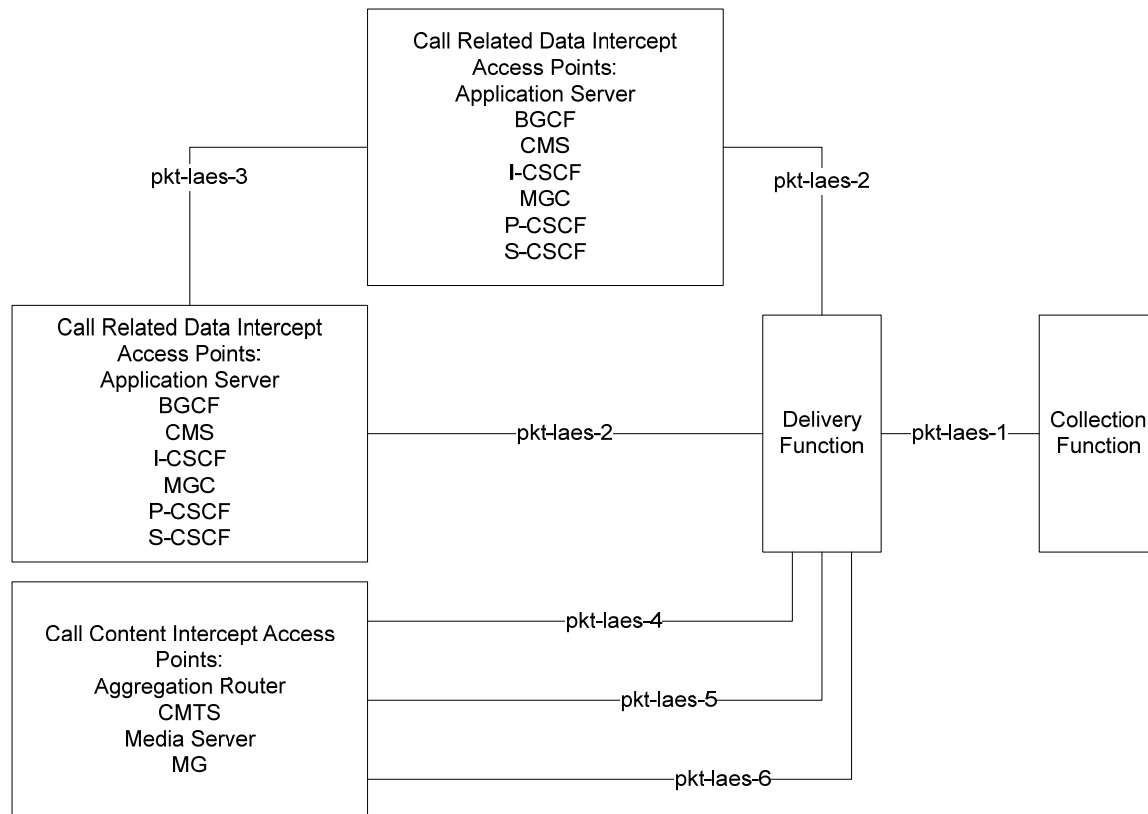 Call Related Data Intercept
Access Points:
Application Server
BGCF
CMS
I-CSCF
MGC
P-CSCF
S-CSCF
pkt-laes-3
pkt-laes-2
Call Related Data Intercept
Access Points:
Application Server
BGCF
CMS
I-CSCF
MGC
P-CSCF
S-CSCF
pkt-laes-2
Delivery
Function
pkt-laes-1
Collection
Function
Call Content Intercept Access
Points:
Aggregation Router
CMTS
Media Server
MG
pkt-laes-4
pkt-laes-5
pkt-laes-6